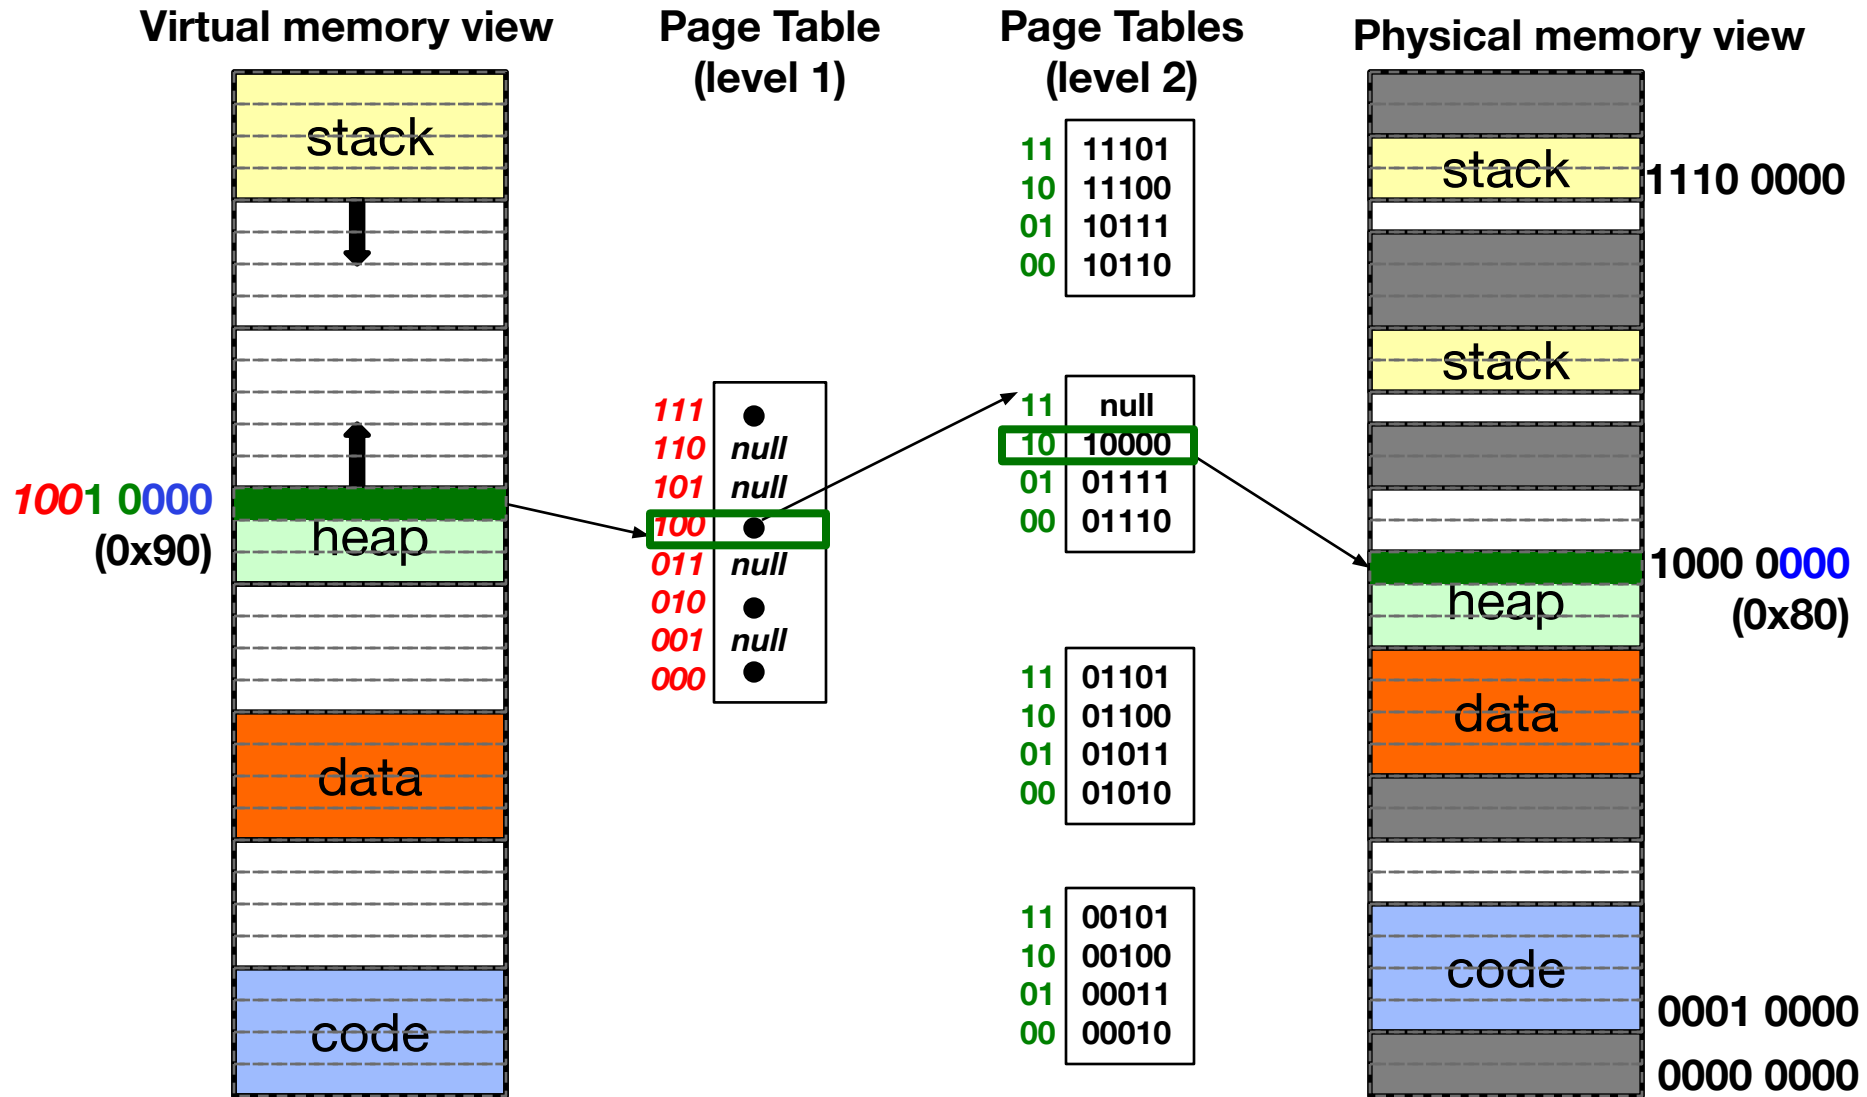 Virtual memory view
stack
heap
data
code
1001 0000
(0x90)
Page Table
(level 1)
111
110 null
101 null
100
011 null
010
001 null
000
Page Tables
(level 2)
11 11101
10 11100
01 10111
00 10110
11 null
10 10000
01 01111
00 01110
11 01101
10 01100
01 01011
00 01010
11 00101
10 00100
01 00011
00 00010
Physical memory view
stack
1110 0000
stack
1000 0000
(0x80)
heap
data
code
0001 0000
0000 0000